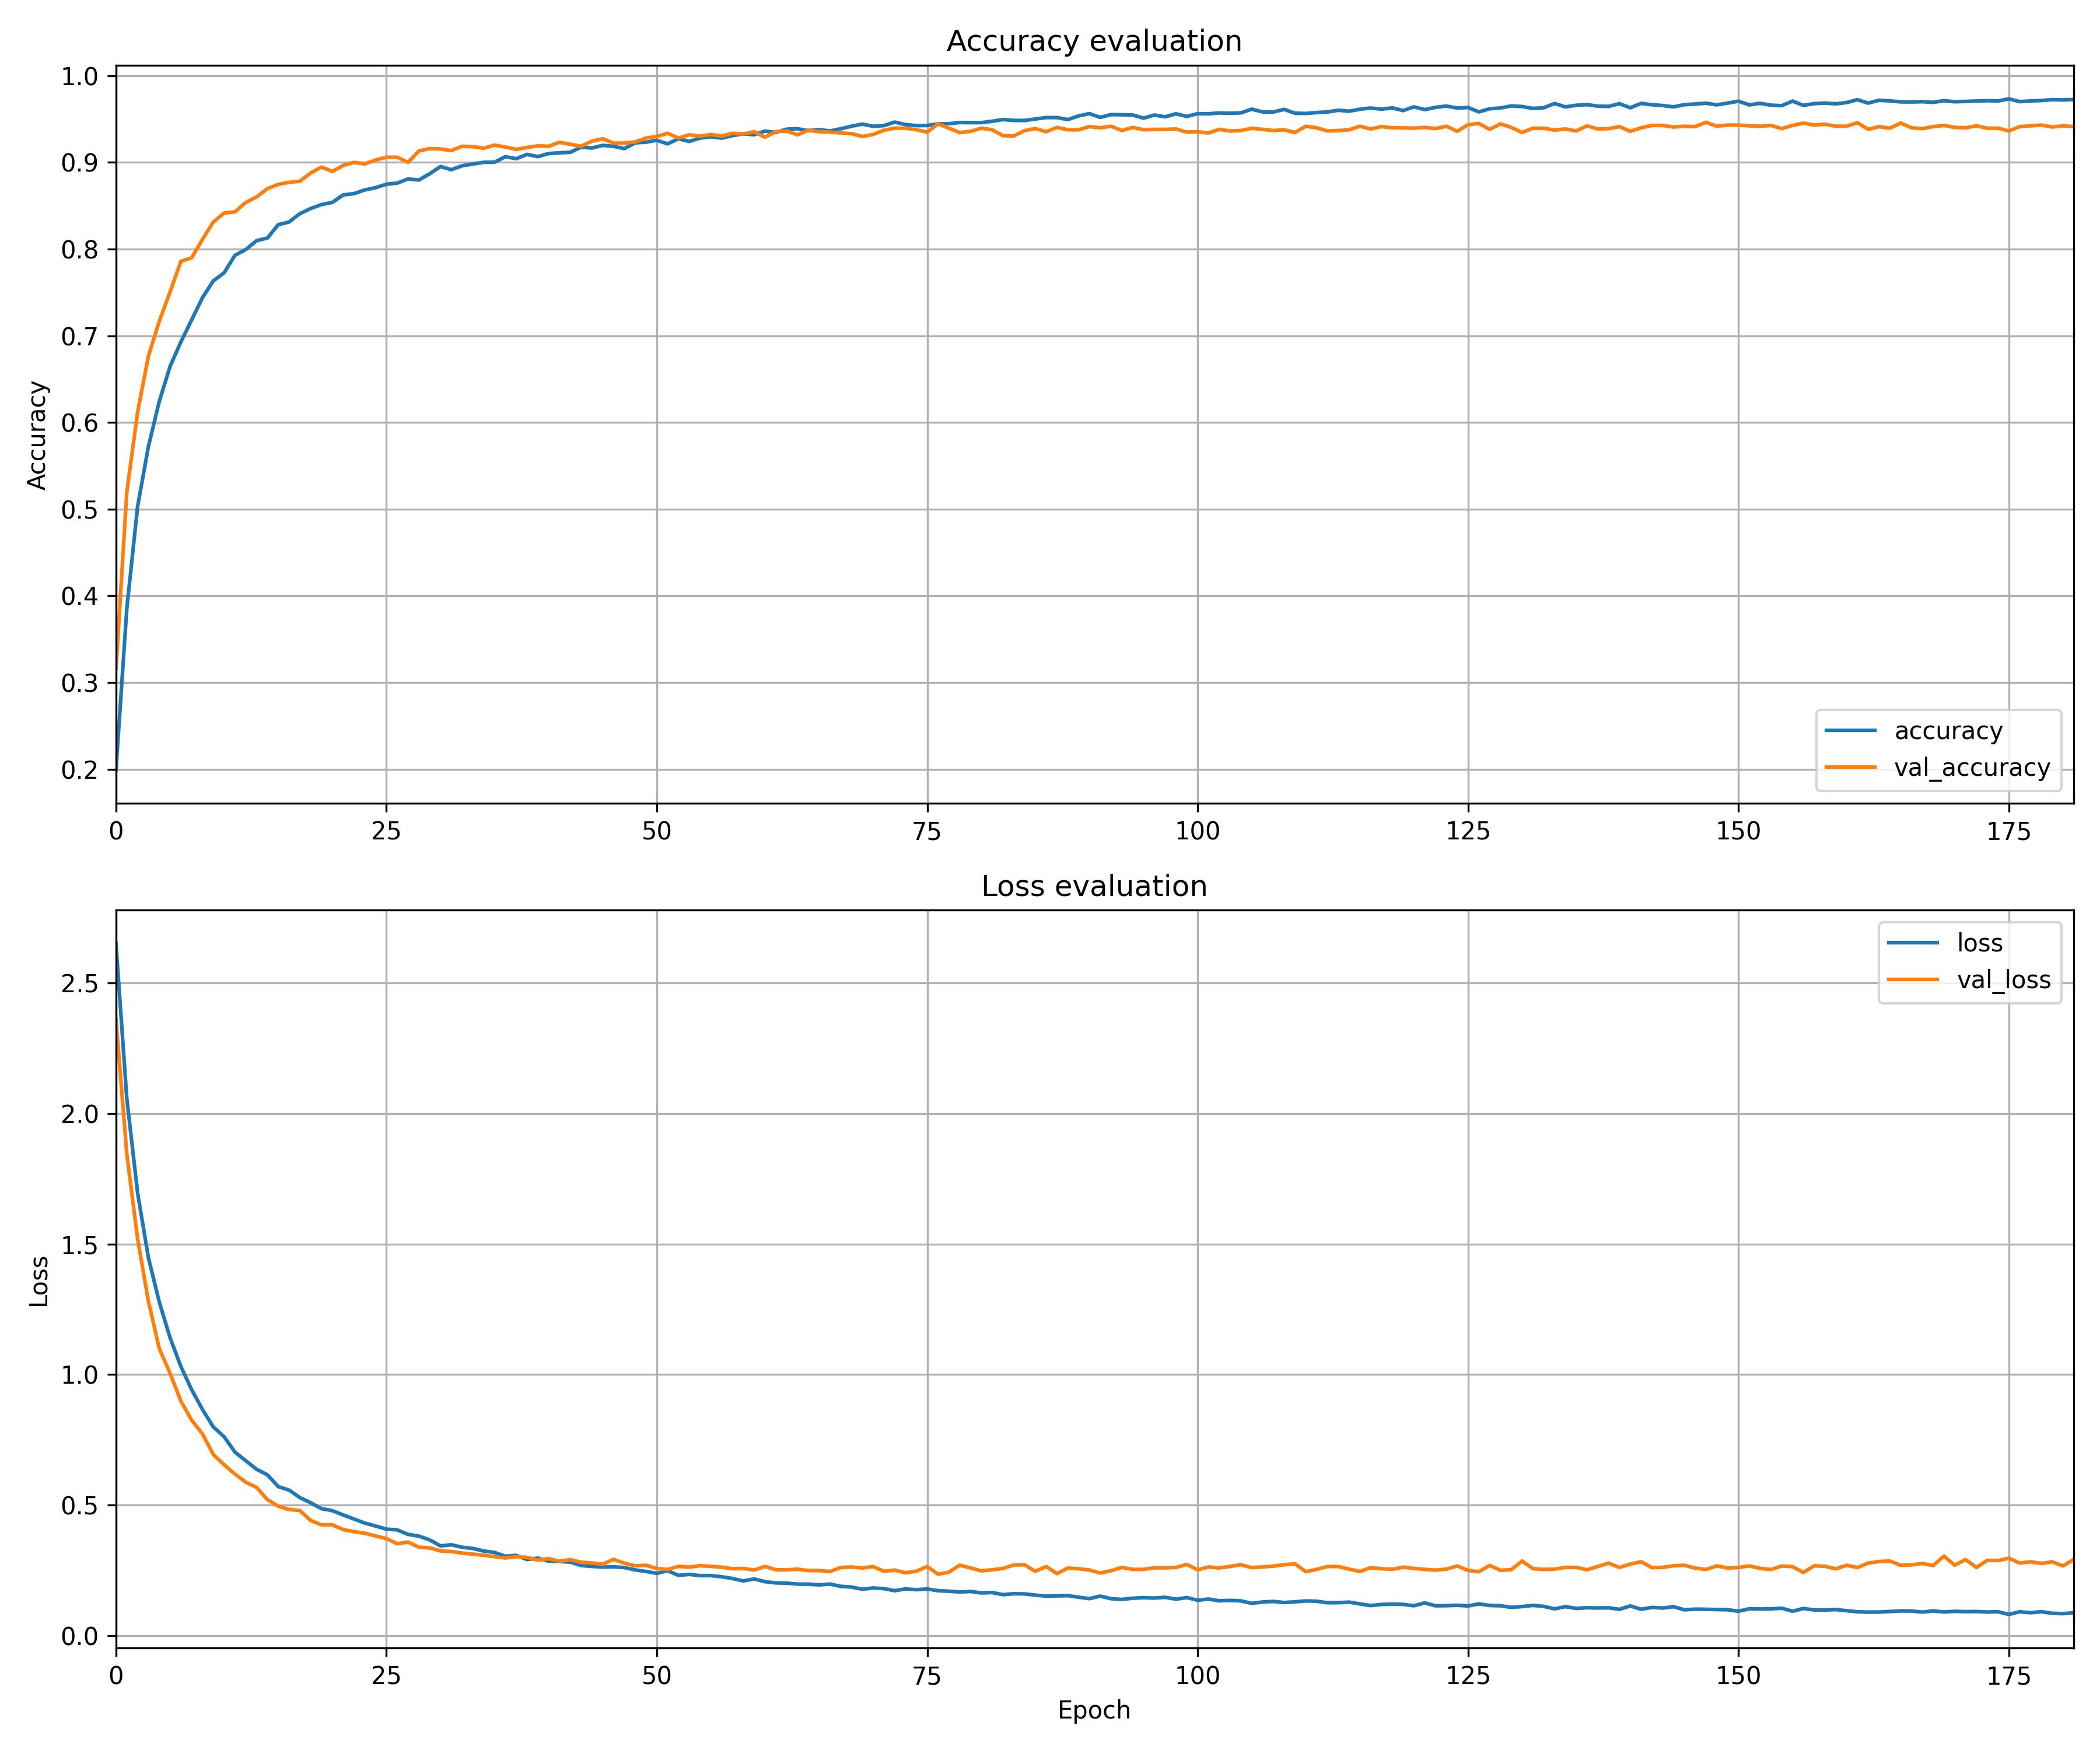 Accuracy evaluation
1.0
0.9
0.8
0.7
0.6
0.5
0.4
0.3
0.2
Accuracy
accuracy
val_accuracy
0 25 50 75 100 125 150 175
Loss evaluation
2.5
2.0
1.5
1.0
0.5
0.0
Loss
loss
val_loss
0 25 50 75 100 125 150 175
Epoch